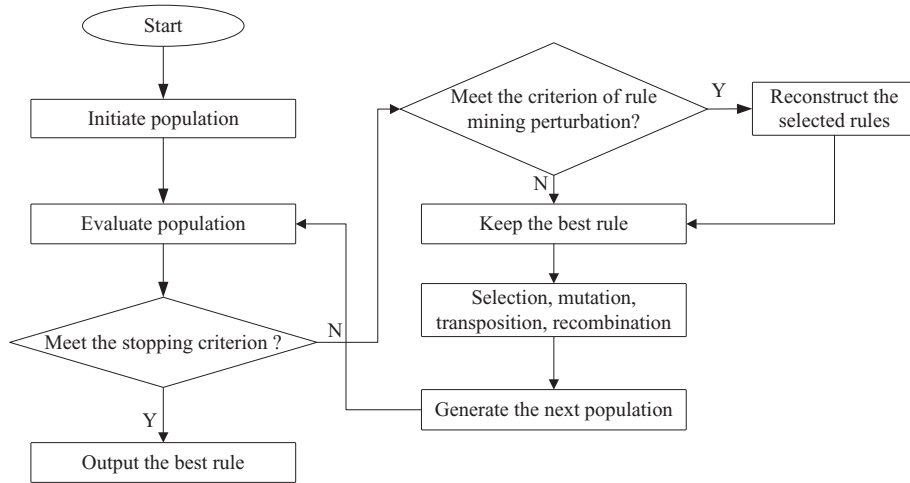 Start
Initiate population
Evaluate population
Meet the stopping criterion ?
N
Y
Output the best rule
Meet the criterion of rule
mining perturbation?
Y
N
Reconstruct the
selected rules
Keep the best rule
Selection, mutation,
transposition, recombination
Generate the next population